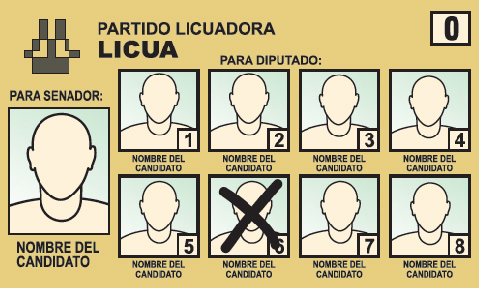 PARTIDO LICUADORA
LICUA
0
PARA DIPUTADO:
PARA SENADOR:
1
2
3
4
NOMBRE DEL
CANDIDATO
NOMBRE DEL
CANDIDATO
NOMBRE DEL
CANDIDATO
NOMBRE DEL
CANDIDATO
5
6
7
8
NOMBRE DEL
CANDIDATO
NOMBRE DEL
CANDIDATO
NOMBRE DEL
CANDIDATO
NOMBRE DEL
CANDIDATO
NOMBRE DEL
CANDIDATO